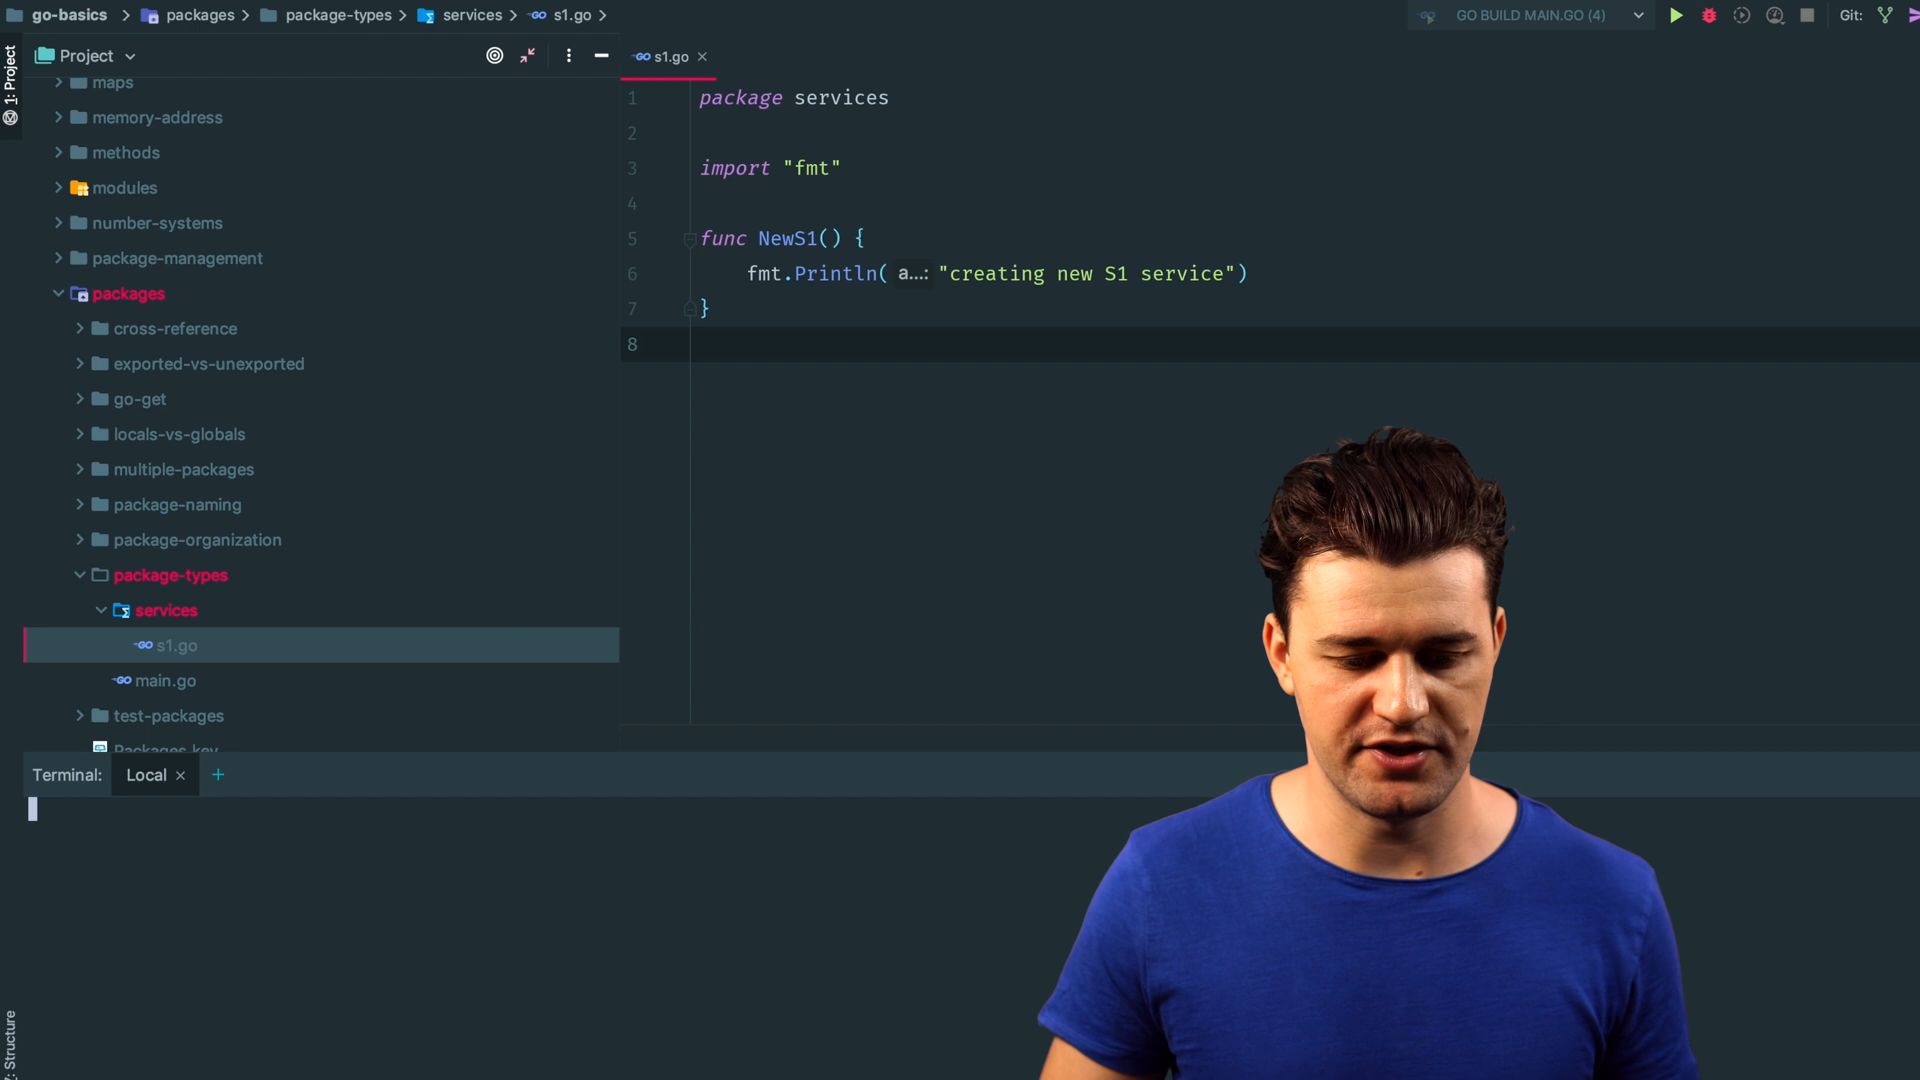 go-basics packages package-types services s1.go
GO BUILD MAIN.GO (4)
Git:
1: Project
Project
s1.go
maps
memory-address
methods
modules
number-systems
package-management
packages
cross-reference
exported-vs-unexported
go-get
locals-vs-globals
multiple-packages
package-naming
package-organization
package-types
services
s1.go
main.go
test-packages
Packages.key
1 package services
2
3 import "fmt"
4
5 func NewS1() {
6 fmt.Println( a...: "creating new S1 service")
7 }
8
Terminal: Local +
7: Structure